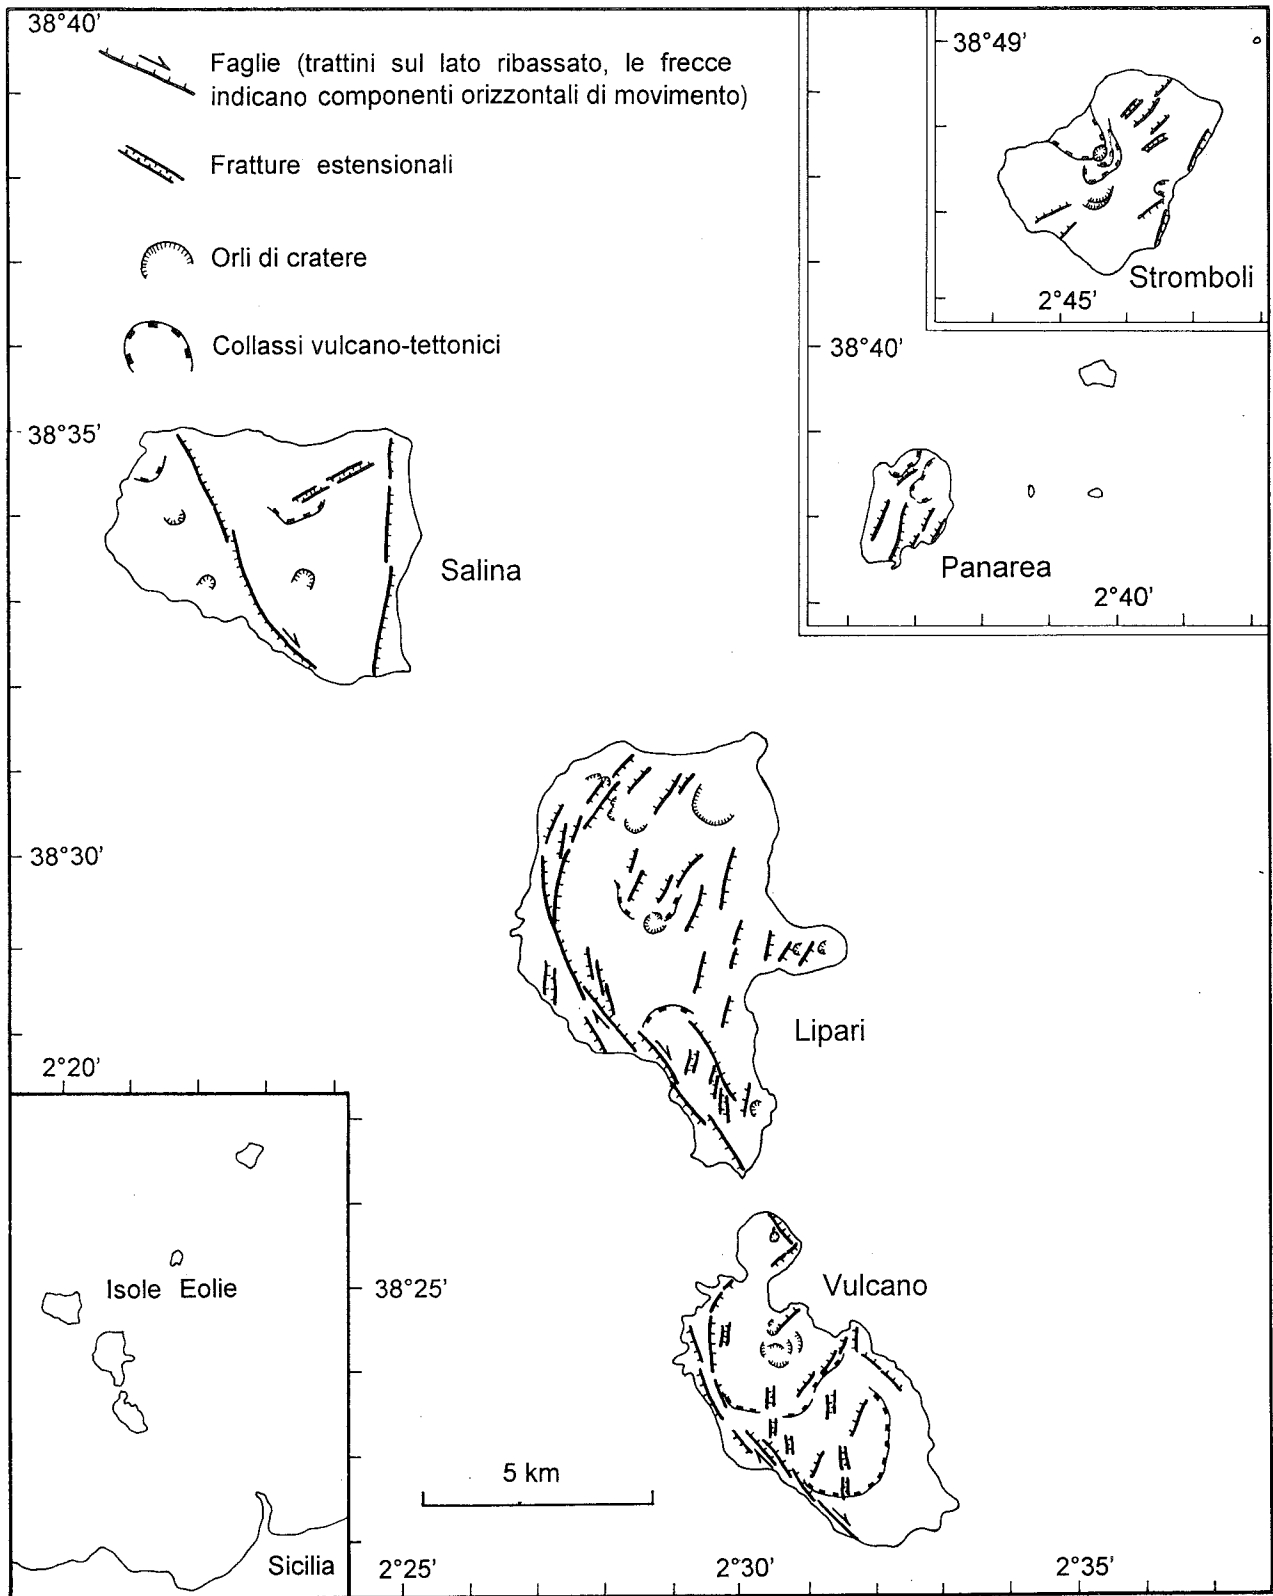 38°40'
Faglie (trattini sul lato ribassato, le frecce
indicano componenti orizzontali di movimento)
Fratture estensionali
Orli di cratere
Collassi vulcano-tettonici
38°49'
Stromboli
2°45'
38°40'
Panarea
2°40'
38°35'
Salina
38°30'
Lipari
2°20'
Isole Eolie
Sicilia
38°25'
Vulcano
5 km
2°25'
2°30'
2°35'